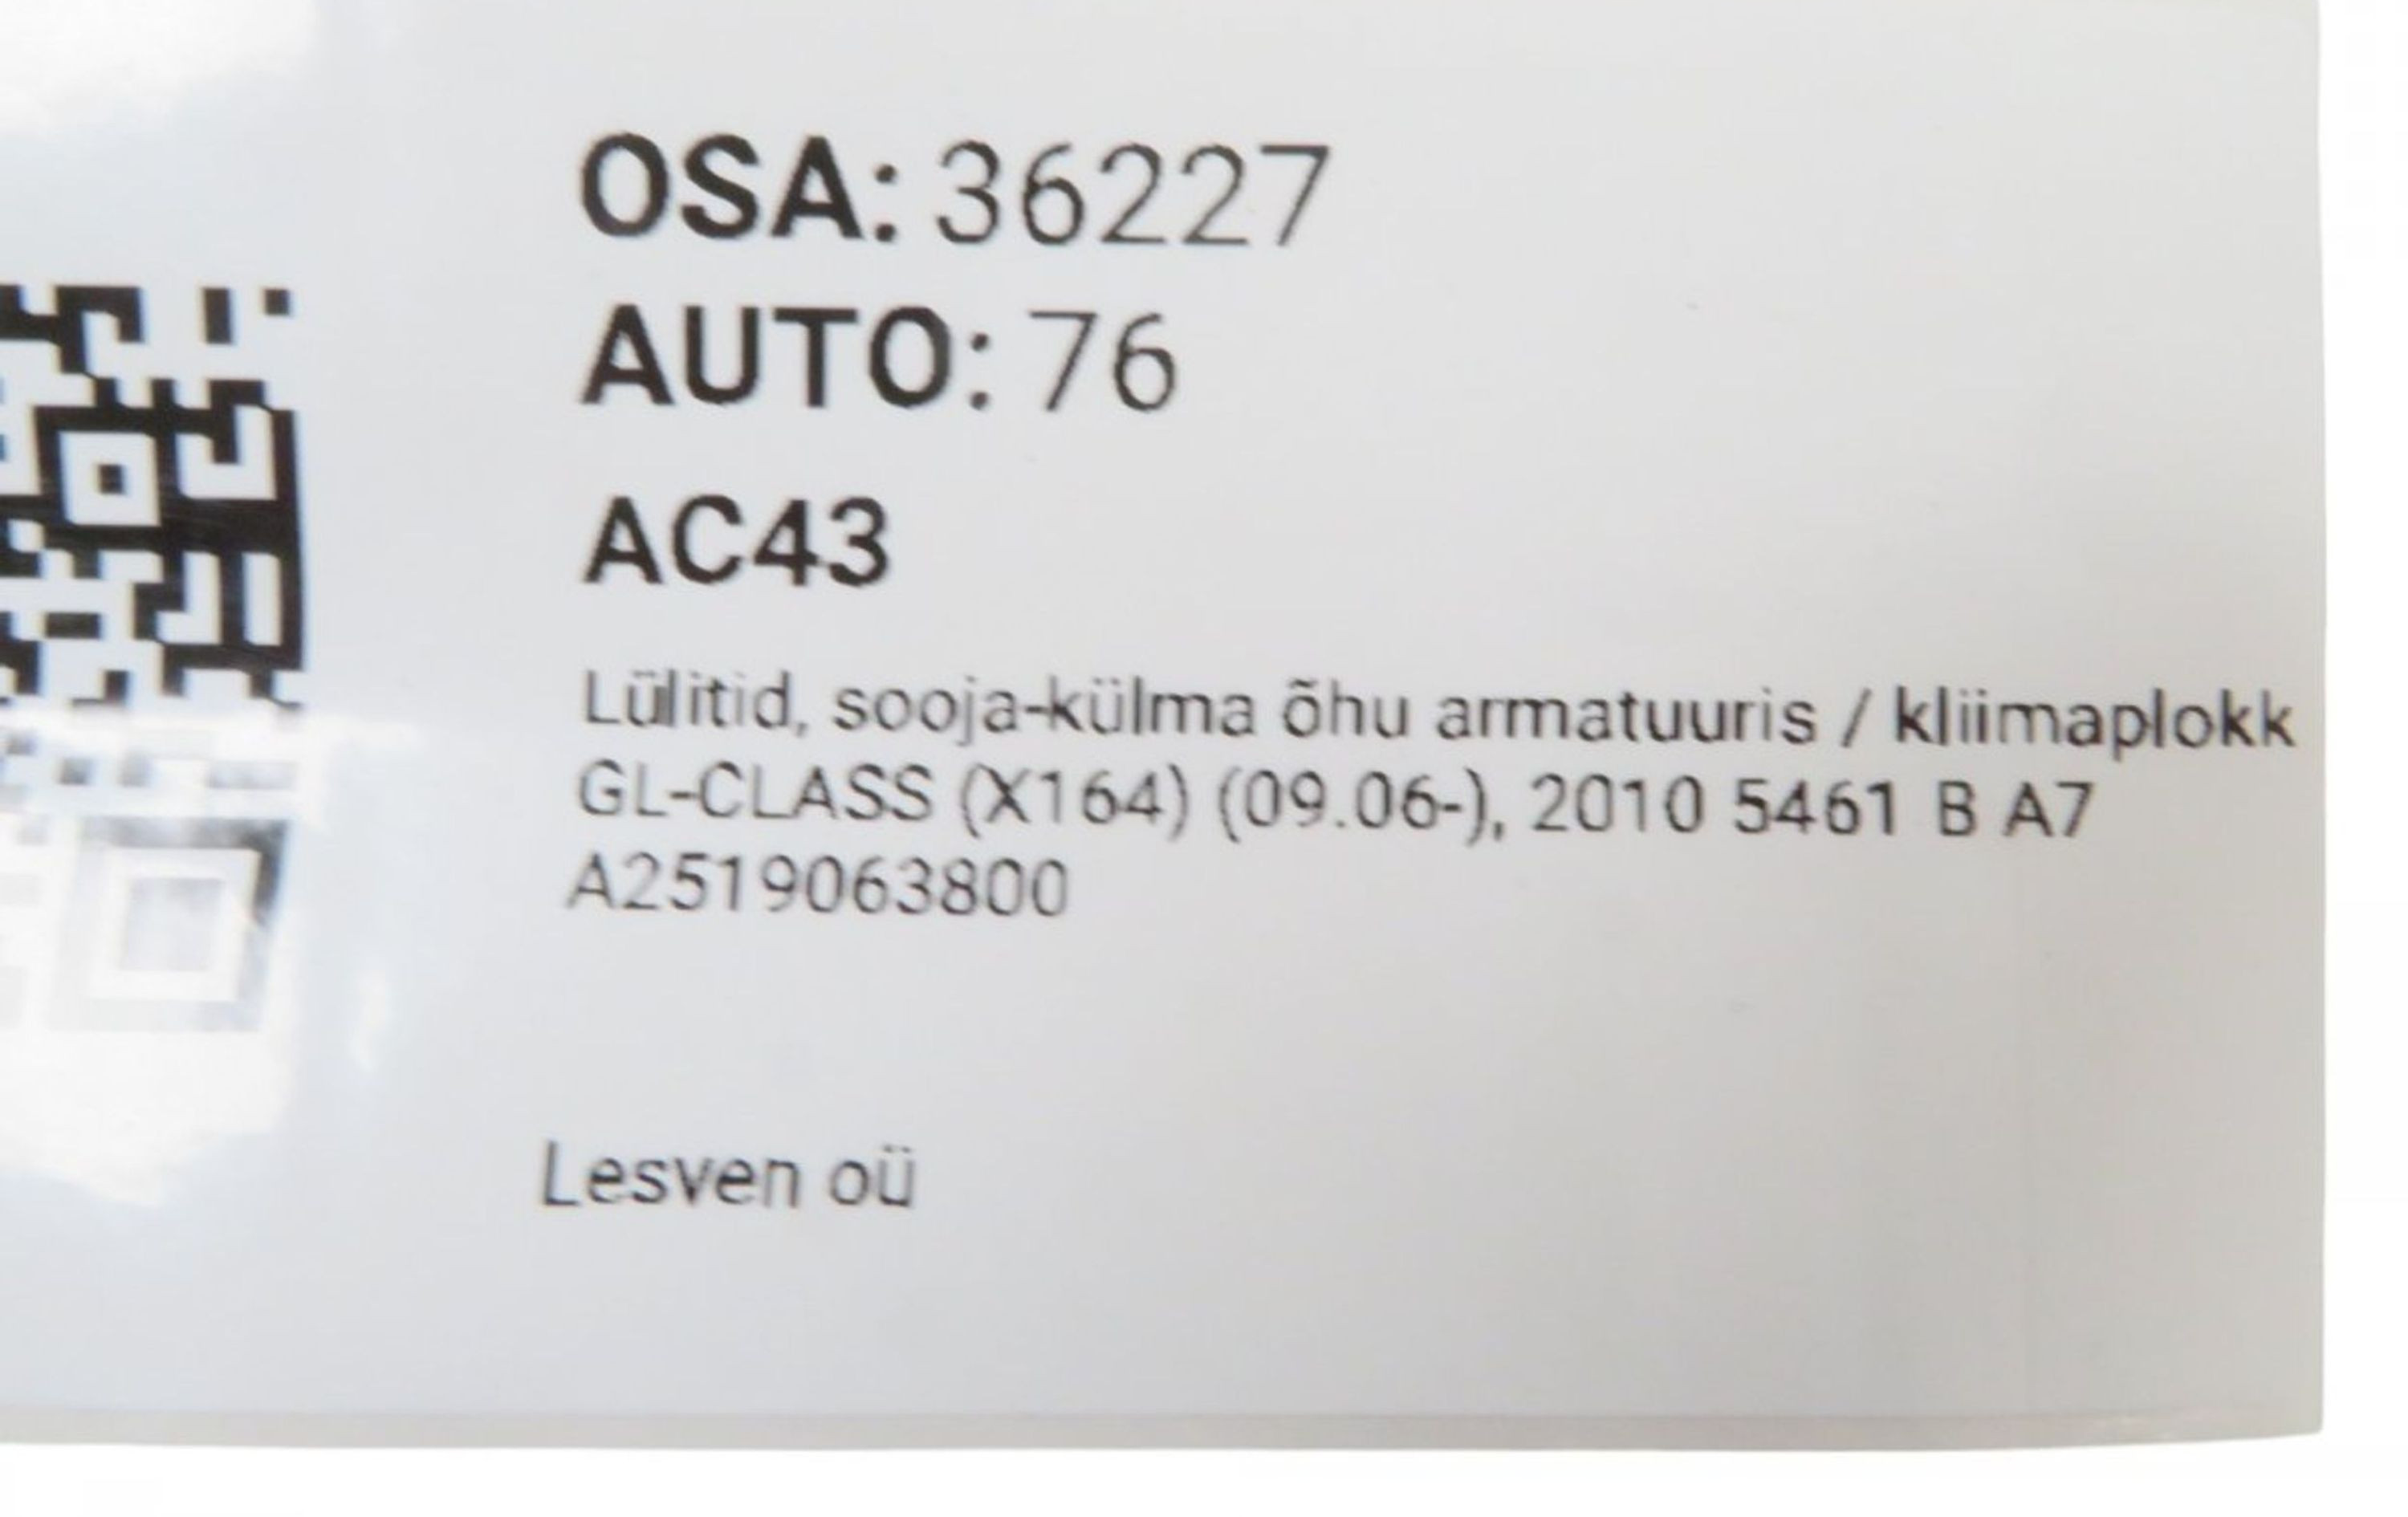 OSA: 36227
AUTO: 76
AC43
Lülitid, sooja-külma õhu armatuuris / kliimaplokk
GL-CLASS (X164) (09.06-), 2010 5461 B A7
A2519063800
Lesven oü